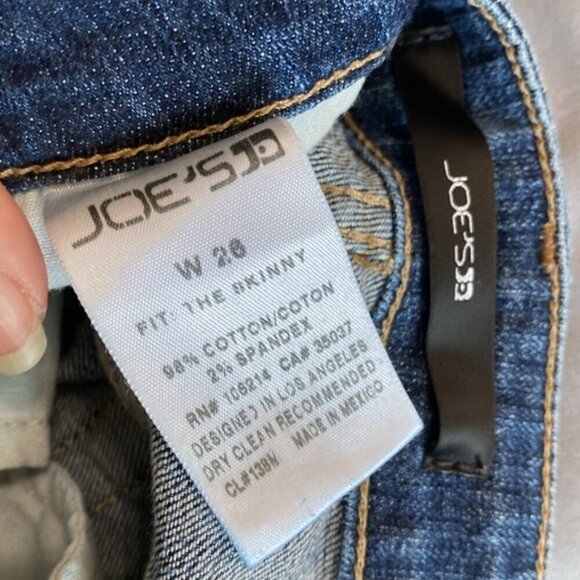 JOE'S JD
W 26
FIT: THE SKINNY
98% COTTON/COTON
2% SPANDEX
RN# 106214 CA# 35037
DESIGNED IN LOS ANGELES
DRY CLEAN RECOMMENDED
CL#138N MADE IN MEXICO
JOE'S JD